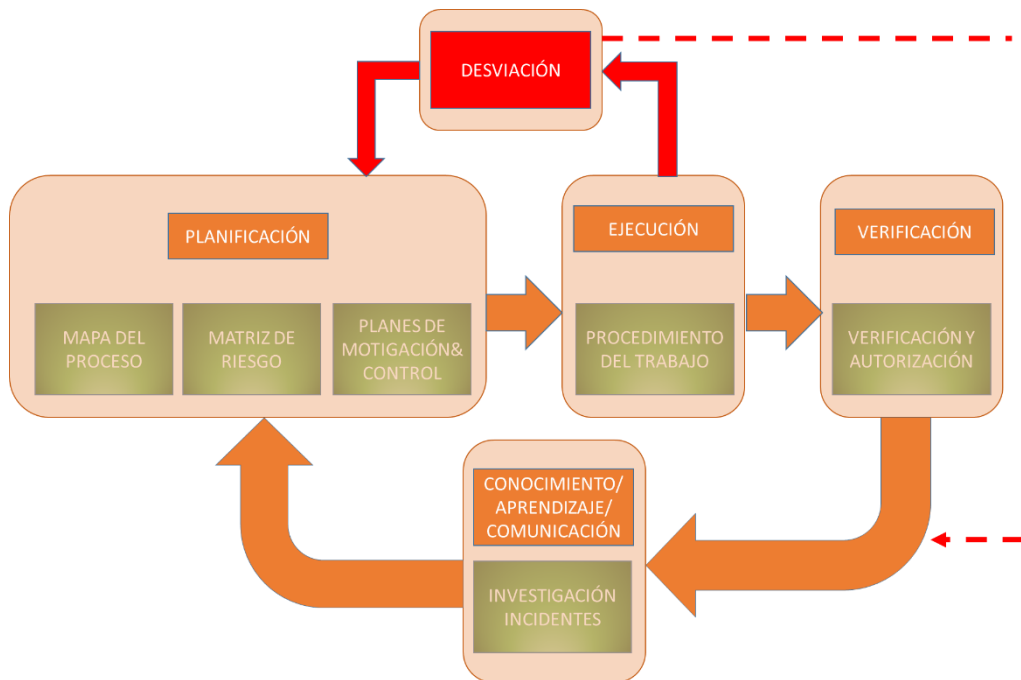 DESVIACIÓN
PLANIFICACIÓN
MAPA DEL
PROCESO
MATRIZ DE
RIESGO
PLANES DE
MOTIGACIÓN&
CONTROL
EJECUCIÓN
PROCEDIMIENTO
DEL TRABAJO
VERIFICACIÓN
VERIFICACIÓN Y
AUTORIZACIÓN
CONOCIMIENTO/
APRENDIZAJE/
COMUNICACIÓN
INVESTIGACIÓN
INCIDENTES